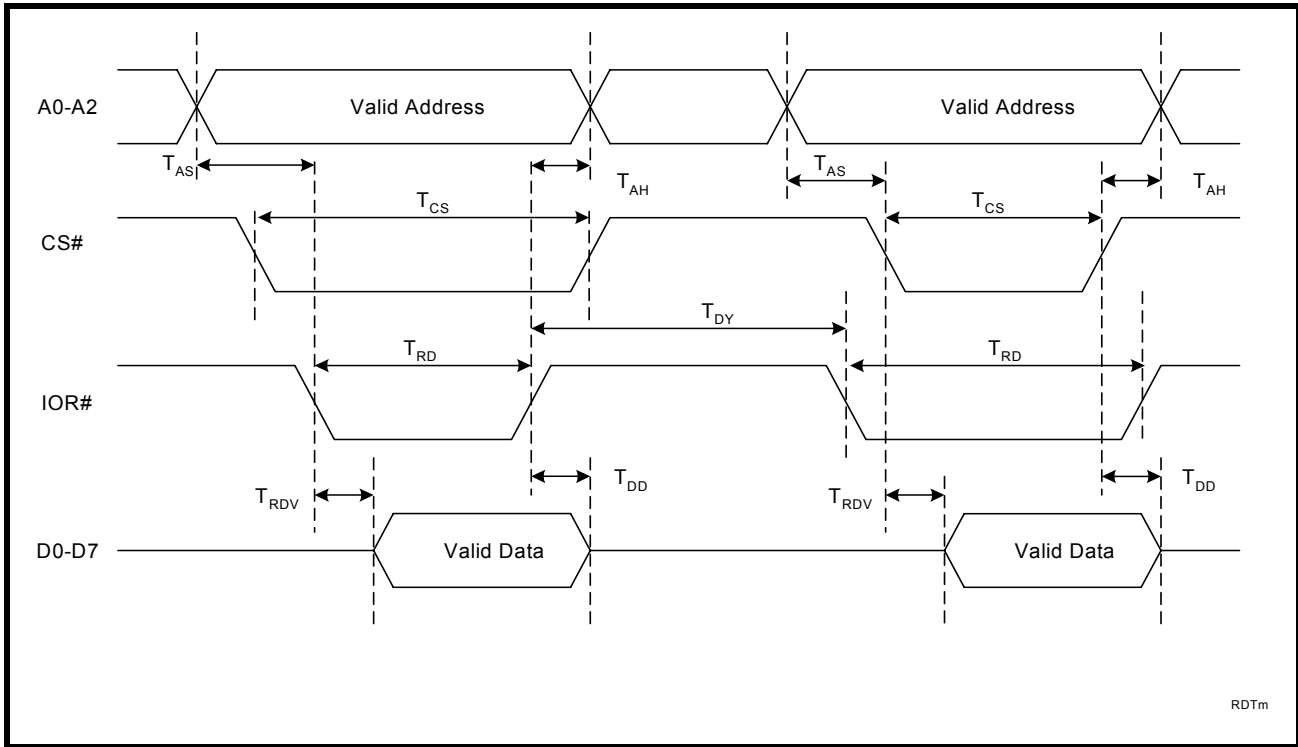 A0-A2
Valid Address
Valid Address
TAS
TAH
TAS
TAH
TCS
TCS
CS#
TDY
TRD
TRD
IOR#
TRDV
TDD
TRDV
TDD
D0-D7
Valid Data
Valid Data
RDTm